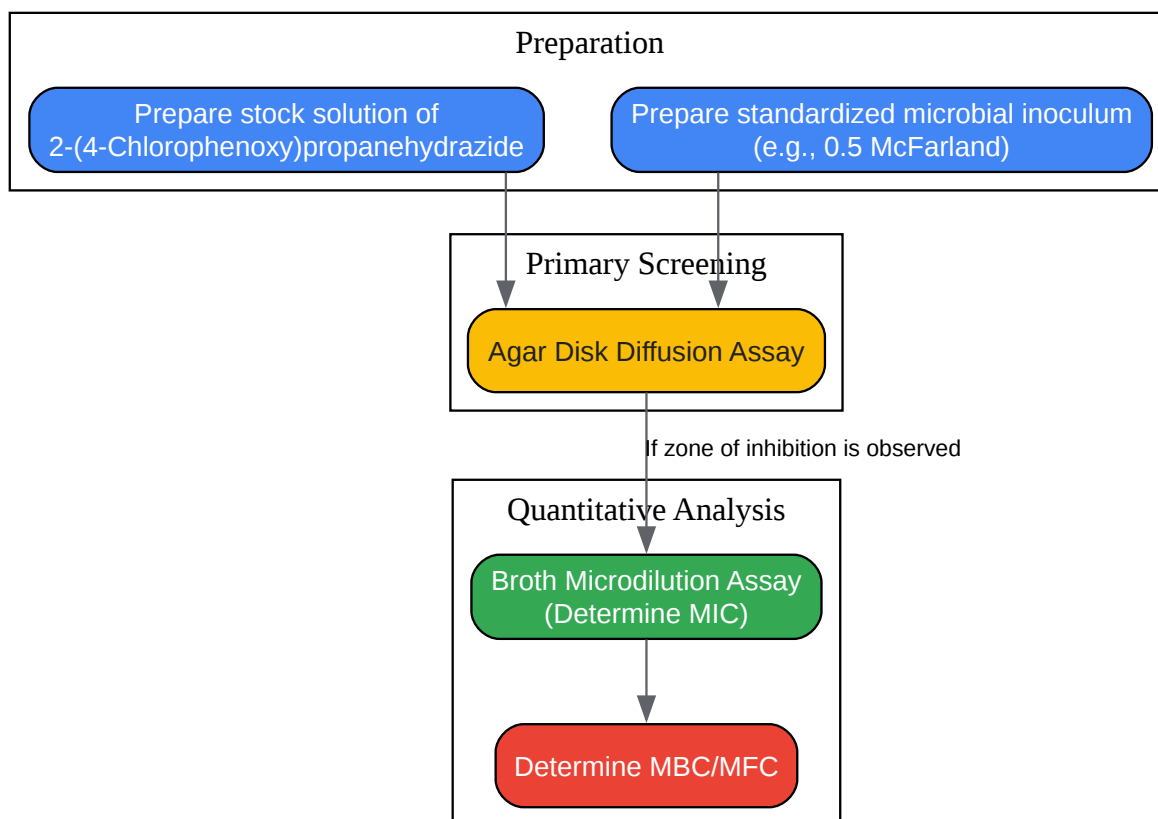 Preparation
Prepare stock solution of
2-(4-Chlorophenoxy)propanehydrazide
Prepare standardized microbial inoculum
(e.g., 0.5 McFarland)
Primary Screening
Agar Disk Diffusion Assay
If zone of inhibition is observed
Quantitative Analysis
Broth Microdilution Assay
(Determine MIC)
Determine MBC/MFC